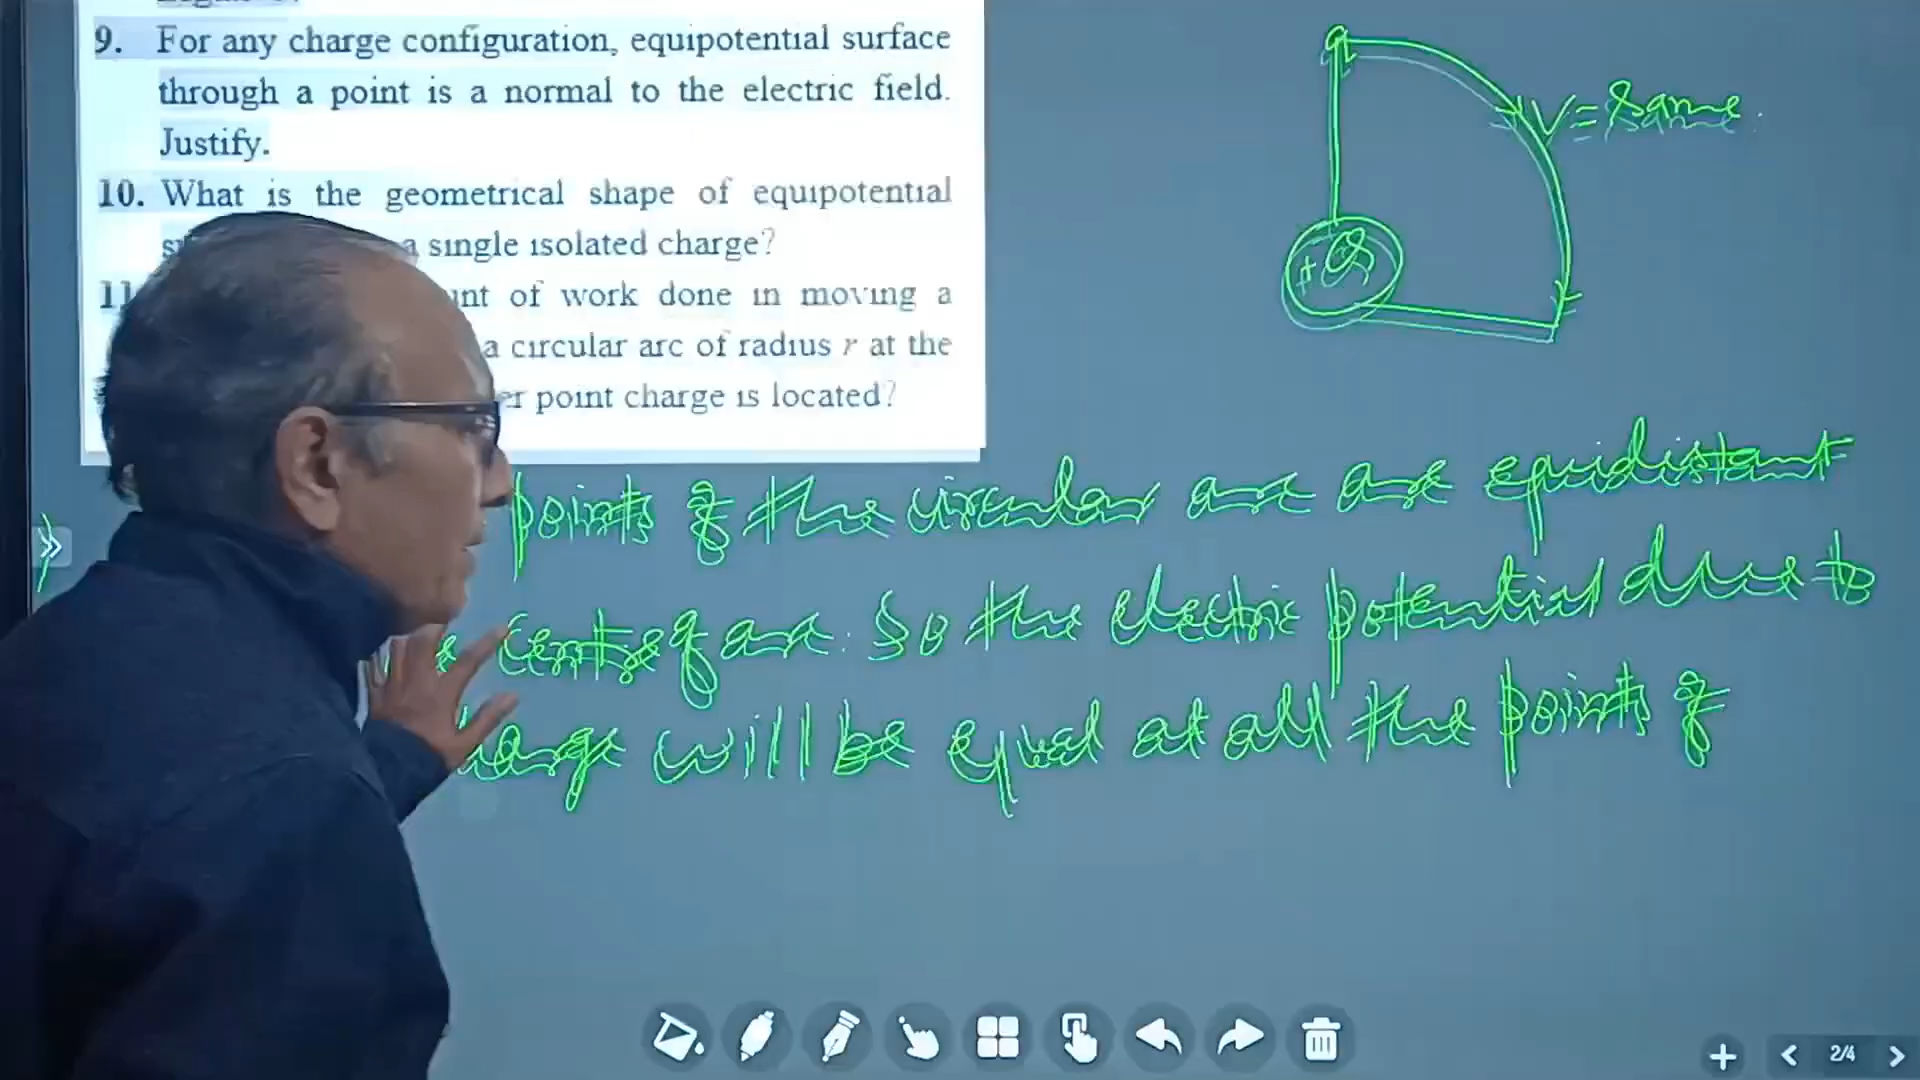 9. For any charge configuration, equipotential surface
through a point is a normal to the electric field.
Justify.
10. What is the geometrical shape of equipotential
a single isolated charge?
11 of work done in moving a
a circular arc of radius r at the
point charge is located?
q
V = Same
+Q
points of the circular arc are equidistant
centre of arc. So the electric potential due to
will be equal at all the points of
2/4